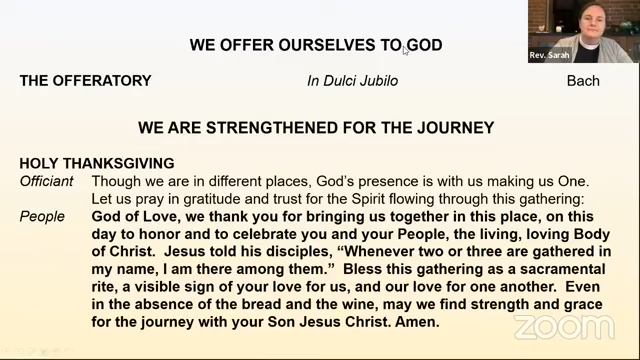 WE OFFER OURSELVES TO GOD
Rev. Sarah
THE OFFERATORY In Dulci Jubilo Bach
WE ARE STRENGTHENED FOR THE JOURNEY
HOLY THANKSGIVING
Officiant Though we are in different places, God's presence is with us making us One.
Let us pray in gratitude and trust for the Spirit flowing through this gathering:
People God of Love, we thank you for bringing us together in this place, on this
day to honor and to celebrate you and your People, the living, loving Body
of Christ. Jesus told his disciples, “Whenever two or three are gathered in
my name, I am there among them.” Bless this gathering as a sacramental
rite, a visible sign of your love for us, and our love for one another. Even
in the absence of the bread and the wine, may we find strength and grace
for the journey with your Son Jesus Christ. Amen.
zoom